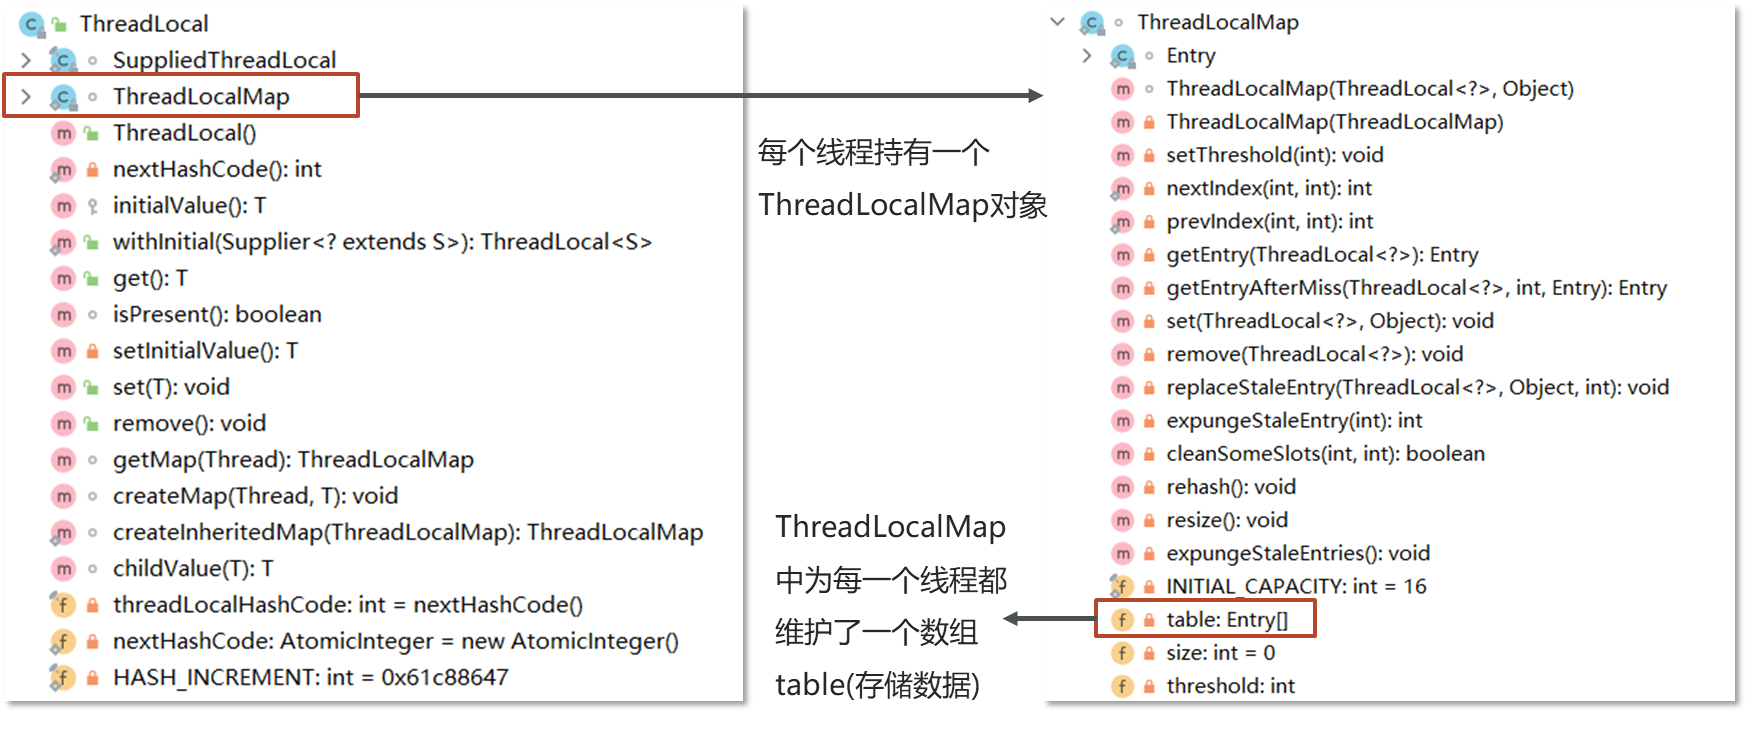 ThreadLocal
SuppliedThreadLocal
ThreadLocalMap
ThreadLocal()
nextHashCode(): int
initialValue(): T
withInitial(Supplier<? extends S>): ThreadLocal<S>
get(): T
isPresent(): boolean
setInitialValue(): T
set(T): void
remove(): void
getMap(Thread): ThreadLocalMap
createMap(Thread, T): void
createInheritedMap(ThreadLocalMap): ThreadLocalMap
childValue(T): T
threadLocalHashCode: int = nextHashCode()
nextHashCode: AtomicInteger = new AtomicInteger()
HASH_INCREMENT: int = 0x61c88647
每个线程持有一个
ThreadLocalMap对象
ThreadLocalMap
中为每一个线程都
维护了一个数组
table(存储数据)
ThreadLocalMap
Entry
ThreadLocalMap(ThreadLocal<?>, Object)
ThreadLocalMap(ThreadLocalMap)
setThreshold(int): void
nextIndex(int, int): int
prevIndex(int, int): int
getEntry(ThreadLocal<?>): Entry
getEntryAfterMiss(ThreadLocal<?>, int, Entry): Entry
set(ThreadLocal<?>, Object): void
remove(ThreadLocal<?>): void
replaceStaleEntry(ThreadLocal<?>, Object, int): void
expungeStaleEntry(int): int
cleanSomeSlots(int, int): boolean
rehash(): void
resize(): void
expungeStaleEntries(): void
INITIAL_CAPACITY: int = 16
table: Entry[]
size: int = 0
threshold: int